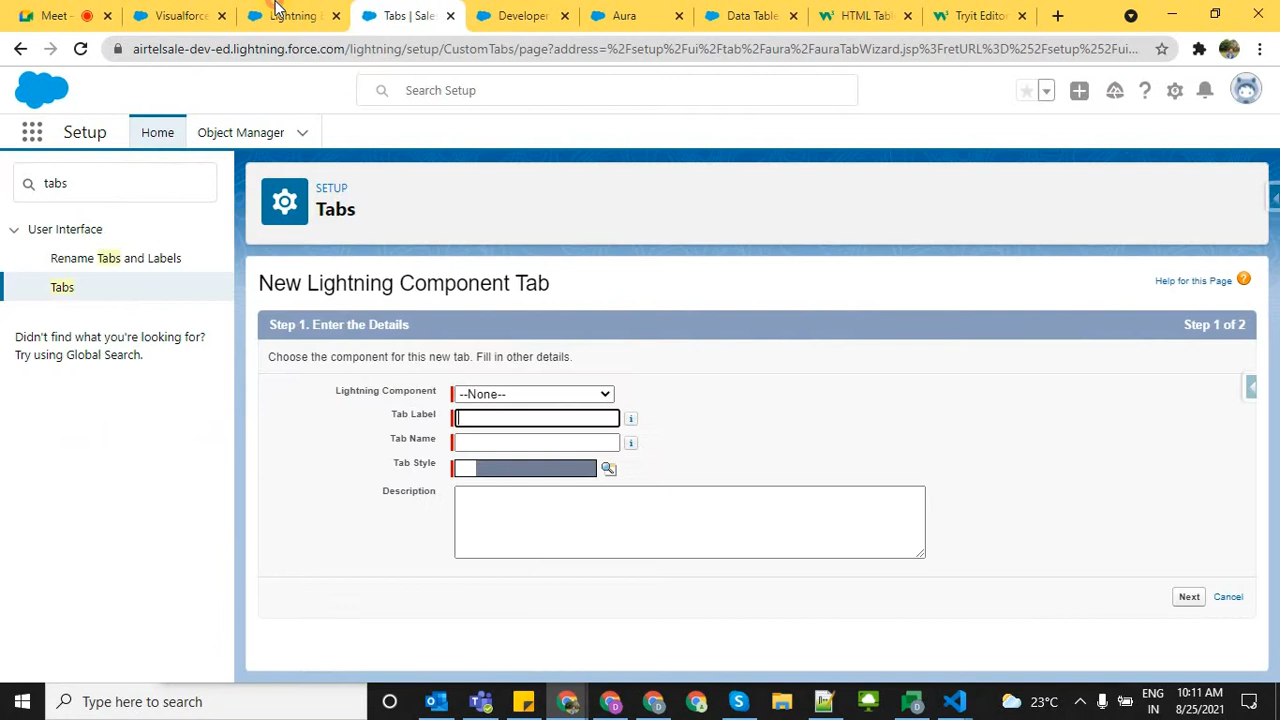 Meet -
Visualforce
Lightning
Tabs | Sale
Developer
Aura
Data Table
HTML Tabl
Tryit Editor
airtelsale-dev-ed.lightning.force.com/lightning/setup/CustomTabs/page?address=%2Fsetup%2Fui%2Ftab%2Faura%2FauraTabWizard.jsp%3FretURL%3D%252Fsetup%252Fui...
Search Setup
Setup
Home
Object Manager
tabs
User Interface
Rename Tabs and Labels
Tabs
Didn't find what you're looking for?
Try using Global Search.
SETUP
Tabs
New Lightning Component Tab
Help for this Page
Step 1. Enter the Details
Step 1 of 2
Choose the component for this new tab. Fill in other details.
Lightning Component
--None--
Tab Label
Tab Name
Tab Style
Description
Next
Cancel
Type here to search
23°C
ENG
IN
10:11 AM
8/25/2021